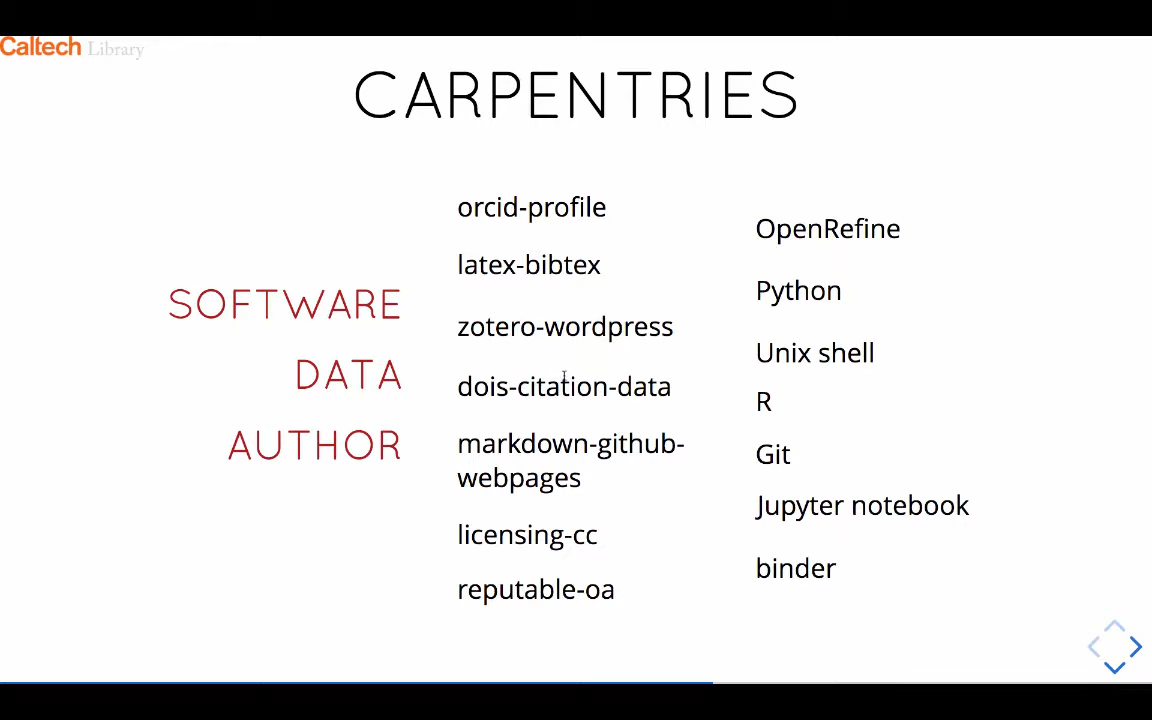 Caltech Library
CARPENTRIES
SOFTWARE
DATA
AUTHOR
orcid-profile
latex-bibtex
zotero-wordpress
dois-citation-data
markdown-github-
webpages
licensing-cc
reputable-oa
OpenRefine
Python
Unix shell
R
Git
Jupyter notebook
binder